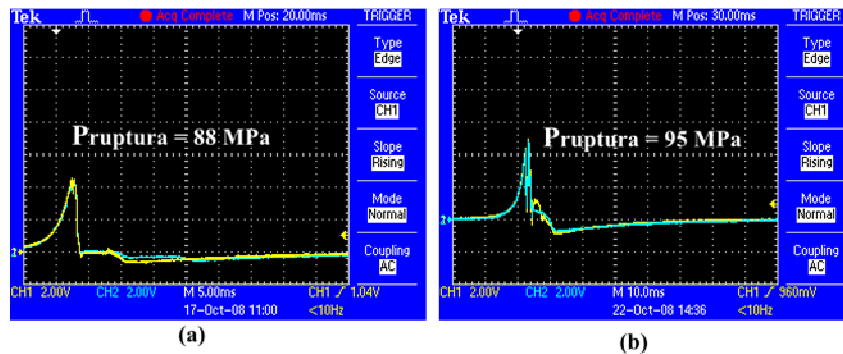 Tek Acq Complete M Pos: 20.00ms TRIGGER
Type
Edge
Source
CH1
Slope
Rising
Mode
Normal
Coupling
AC
Pruptura = 88 MPa
CH1 2.00V CH2 2.00V M 5.00ms CH1 / 1.04V
17-Oct-08 11:00 <10Hz
(a)
Tek Acq Complete M Pos: 30.00ms TRIGGER
Type
Edge
Source
CH1
Slope
Rising
Mode
Normal
Coupling
AC
Pruptura = 95 MPa
CH1 2.00V CH2 2.00V M 10.0ms CH1 / 960mV
22-Oct-08 14:36 <10Hz
(b)